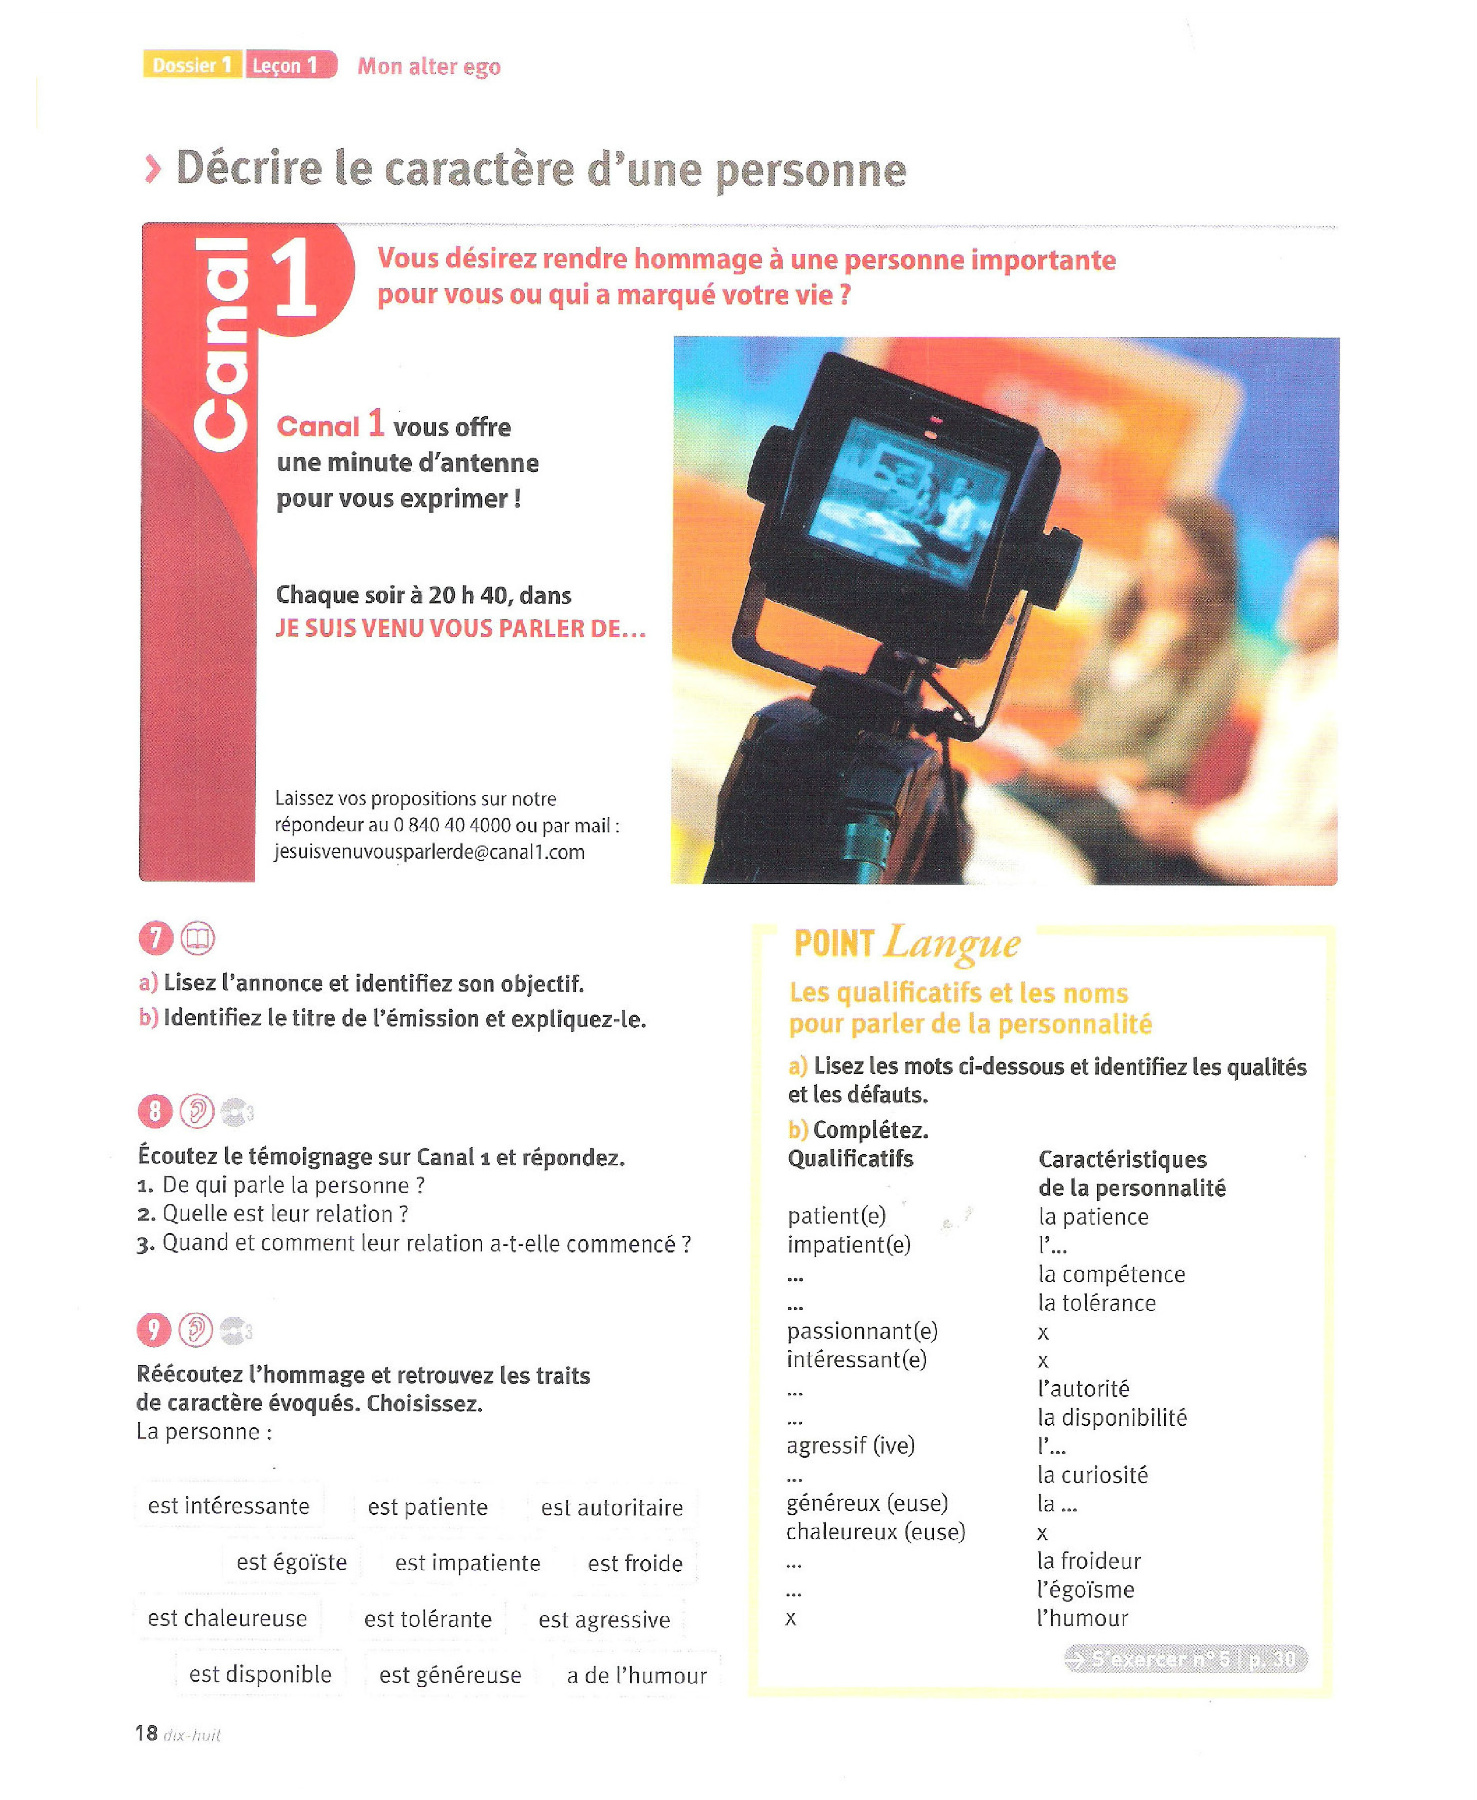 Dossier 1 Leçon 1 Mon alter ego
› Décrire le caractère d'une personne
Canal 1
Vous désirez rendre hommage à une personne importante
pour vous ou qui a marqué votre vie ?
Canal 1 vous offre
une minute d'antenne
pour vous exprimer !
Chaque soir à 20 h 40, dans
JE SUIS VENU VOUS PARLER DE...
Laissez vos propositions sur notre
répondeur au 0 840 40 4000 ou par mail :
jesuisvenuvousparlerde@canal1.com
7
a) Lisez l'annonce et identifiez son objectif.
b) Identifiez le titre de l'émission et expliquez-le.
8 3
Écoutez le témoignage sur Canal 1 et répondez.
1. De qui parle la personne ?
2. Quelle est leur relation ?
3. Quand et comment leur relation a-t-elle commencé ?
9 3
Réécoutez l'hommage et retrouvez les traits
de caractère évoqués. Choisissez.
La personne :
est intéressante est patiente est autoritaire
est égoïste est impatiente est froide
est chaleureuse est tolérante est agressive
est disponible est généreuse a de l'humour
POINT Langue
Les qualificatifs et les noms
pour parler de la personnalité
a) Lisez les mots ci-dessous et identifiez les qualités
et les défauts.
b) Complétez.
Qualificatifs Caractéristiques
de la personnalité
patient(e) la patience
impatient(e) l'...
... la compétence
... la tolérance
passionnant(e) x
intéressant(e) x
... l'autorité
... la disponibilité
agressif (ive) l'...
... la curiosité
généreux (euse) la ...
chaleureux (euse) x
... la froideur
... l'égoïsme
x l'humour
→ S'exercer n° 5 | p. 30
18 dix-huit